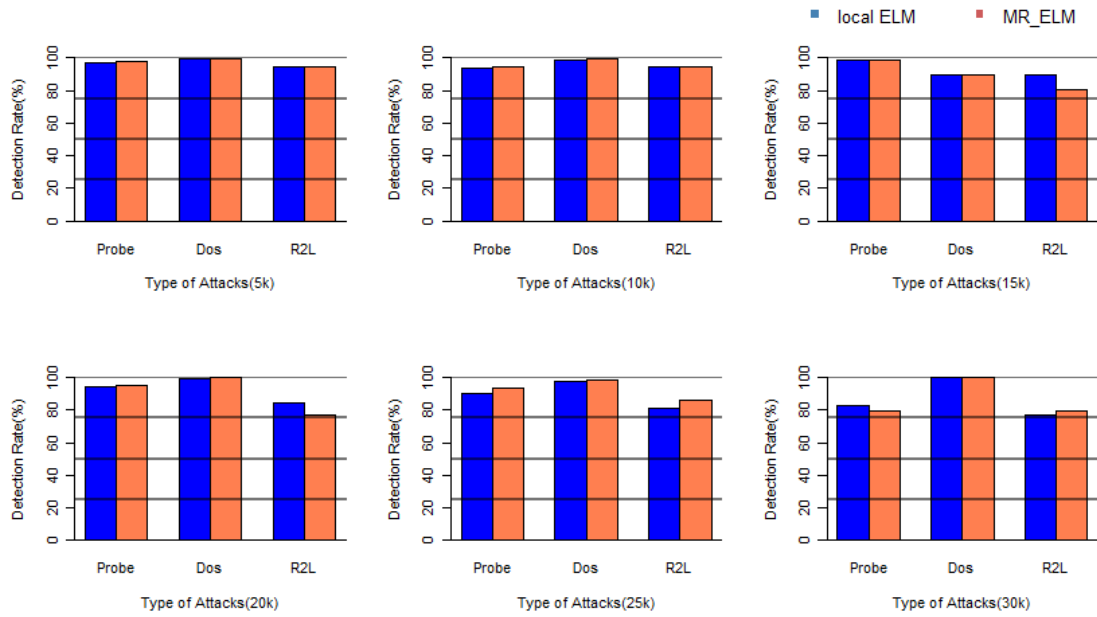 local ELM MR_ELM
Detection Rate(%)
0 20 40 60 80 100
Probe Dos R2L
Type of Attacks(5k)
Detection Rate(%)
0 20 40 60 80 100
Probe Dos R2L
Type of Attacks(10k)
Detection Rate(%)
0 20 40 60 80 100
Probe Dos R2L
Type of Attacks(15k)
Detection Rate(%)
0 20 40 60 80 100
Probe Dos R2L
Type of Attacks(20k)
Detection Rate(%)
0 20 40 60 80 100
Probe Dos R2L
Type of Attacks(25k)
Detection Rate(%)
0 20 40 60 80 100
Probe Dos R2L
Type of Attacks(30k)